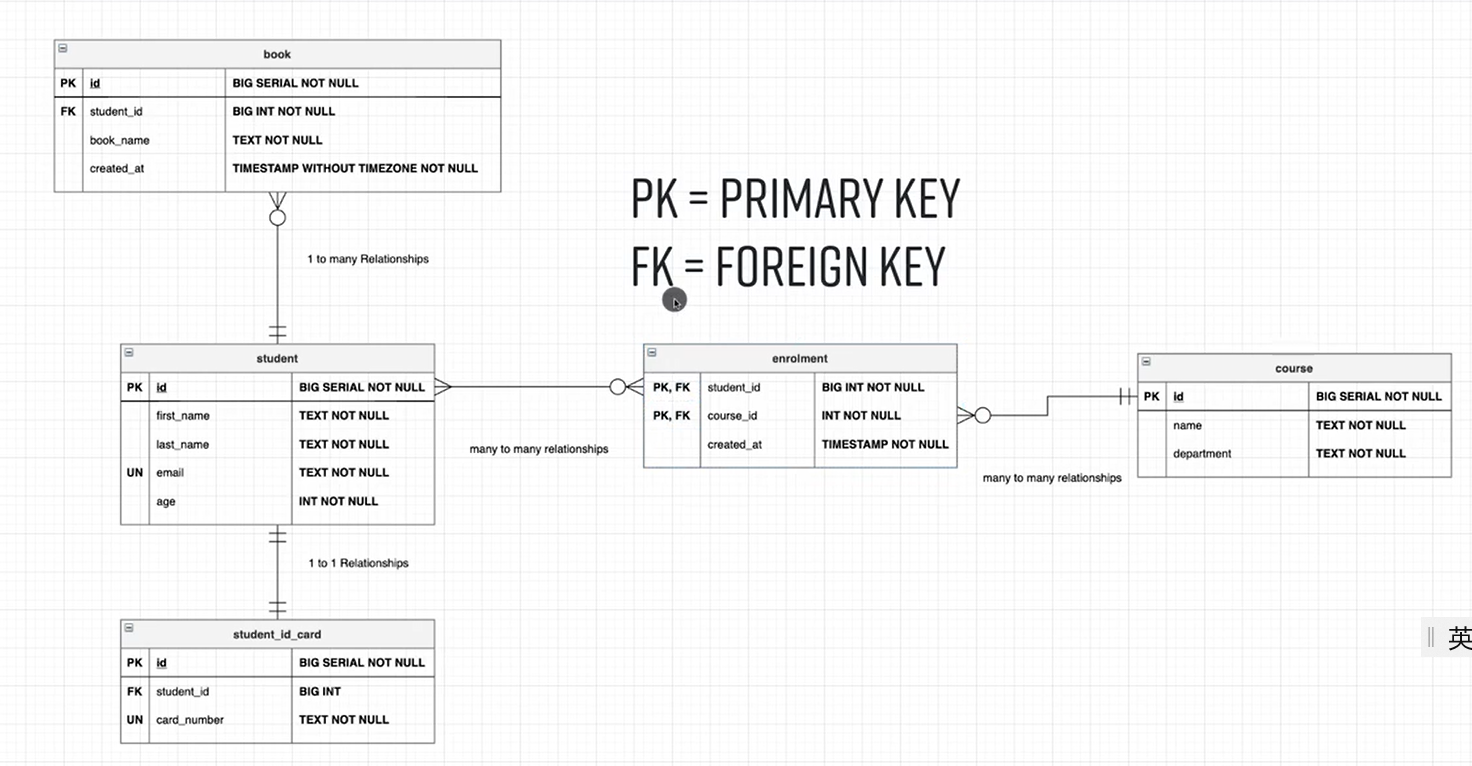 book
PK id BIG SERIAL NOT NULL
FK student_id BIG INT NOT NULL
book_name TEXT NOT NULL
created_at TIMESTAMP WITHOUT TIMEZONE NOT NULL
PK = PRIMARY KEY
FK = FOREIGN KEY
1 to many Relationships
student
PK id BIG SERIAL NOT NULL
first_name TEXT NOT NULL
last_name TEXT NOT NULL
UN email TEXT NOT NULL
age INT NOT NULL
many to many relationships
enrolment
PK, FK student_id BIG INT NOT NULL
PK, FK course_id INT NOT NULL
created_at TIMESTAMP NOT NULL
many to many relationships
course
PK id BIG SERIAL NOT NULL
name TEXT NOT NULL
department TEXT NOT NULL
1 to 1 Relationships
student_id_card
PK id BIG SERIAL NOT NULL
FK student_id BIG INT
UN card_number TEXT NOT NULL
英